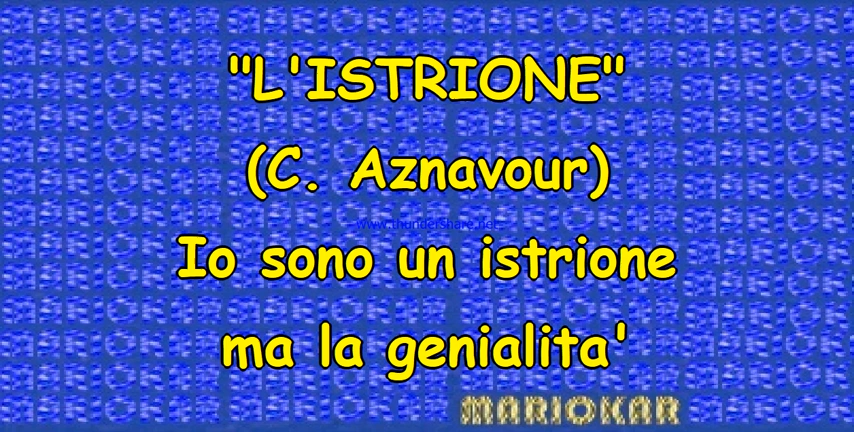 "L'ISTRIONE"
(C. Aznavour)
www.thundershare.net
Io sono un istrione
ma la genialita'
MARIOKAR